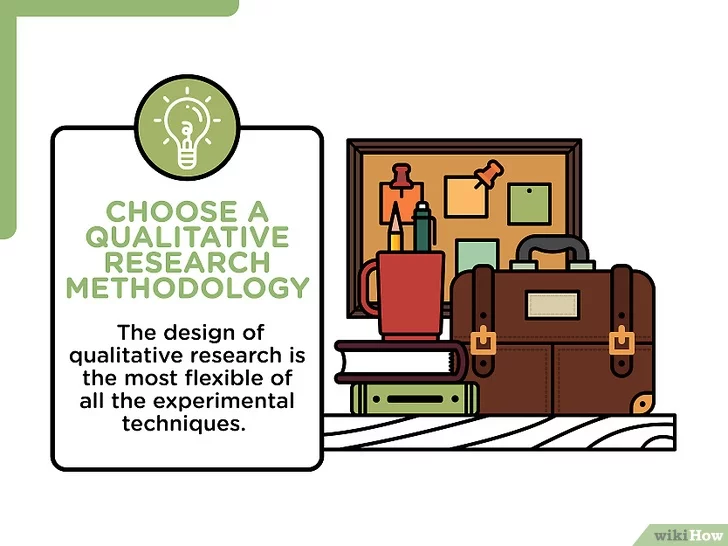 CHOOSE A
QUALITATIVE
RESEARCH
METHODOLOGY
The design of
qualitative research is
the most flexible of
all the experimental
techniques.
wikiHow